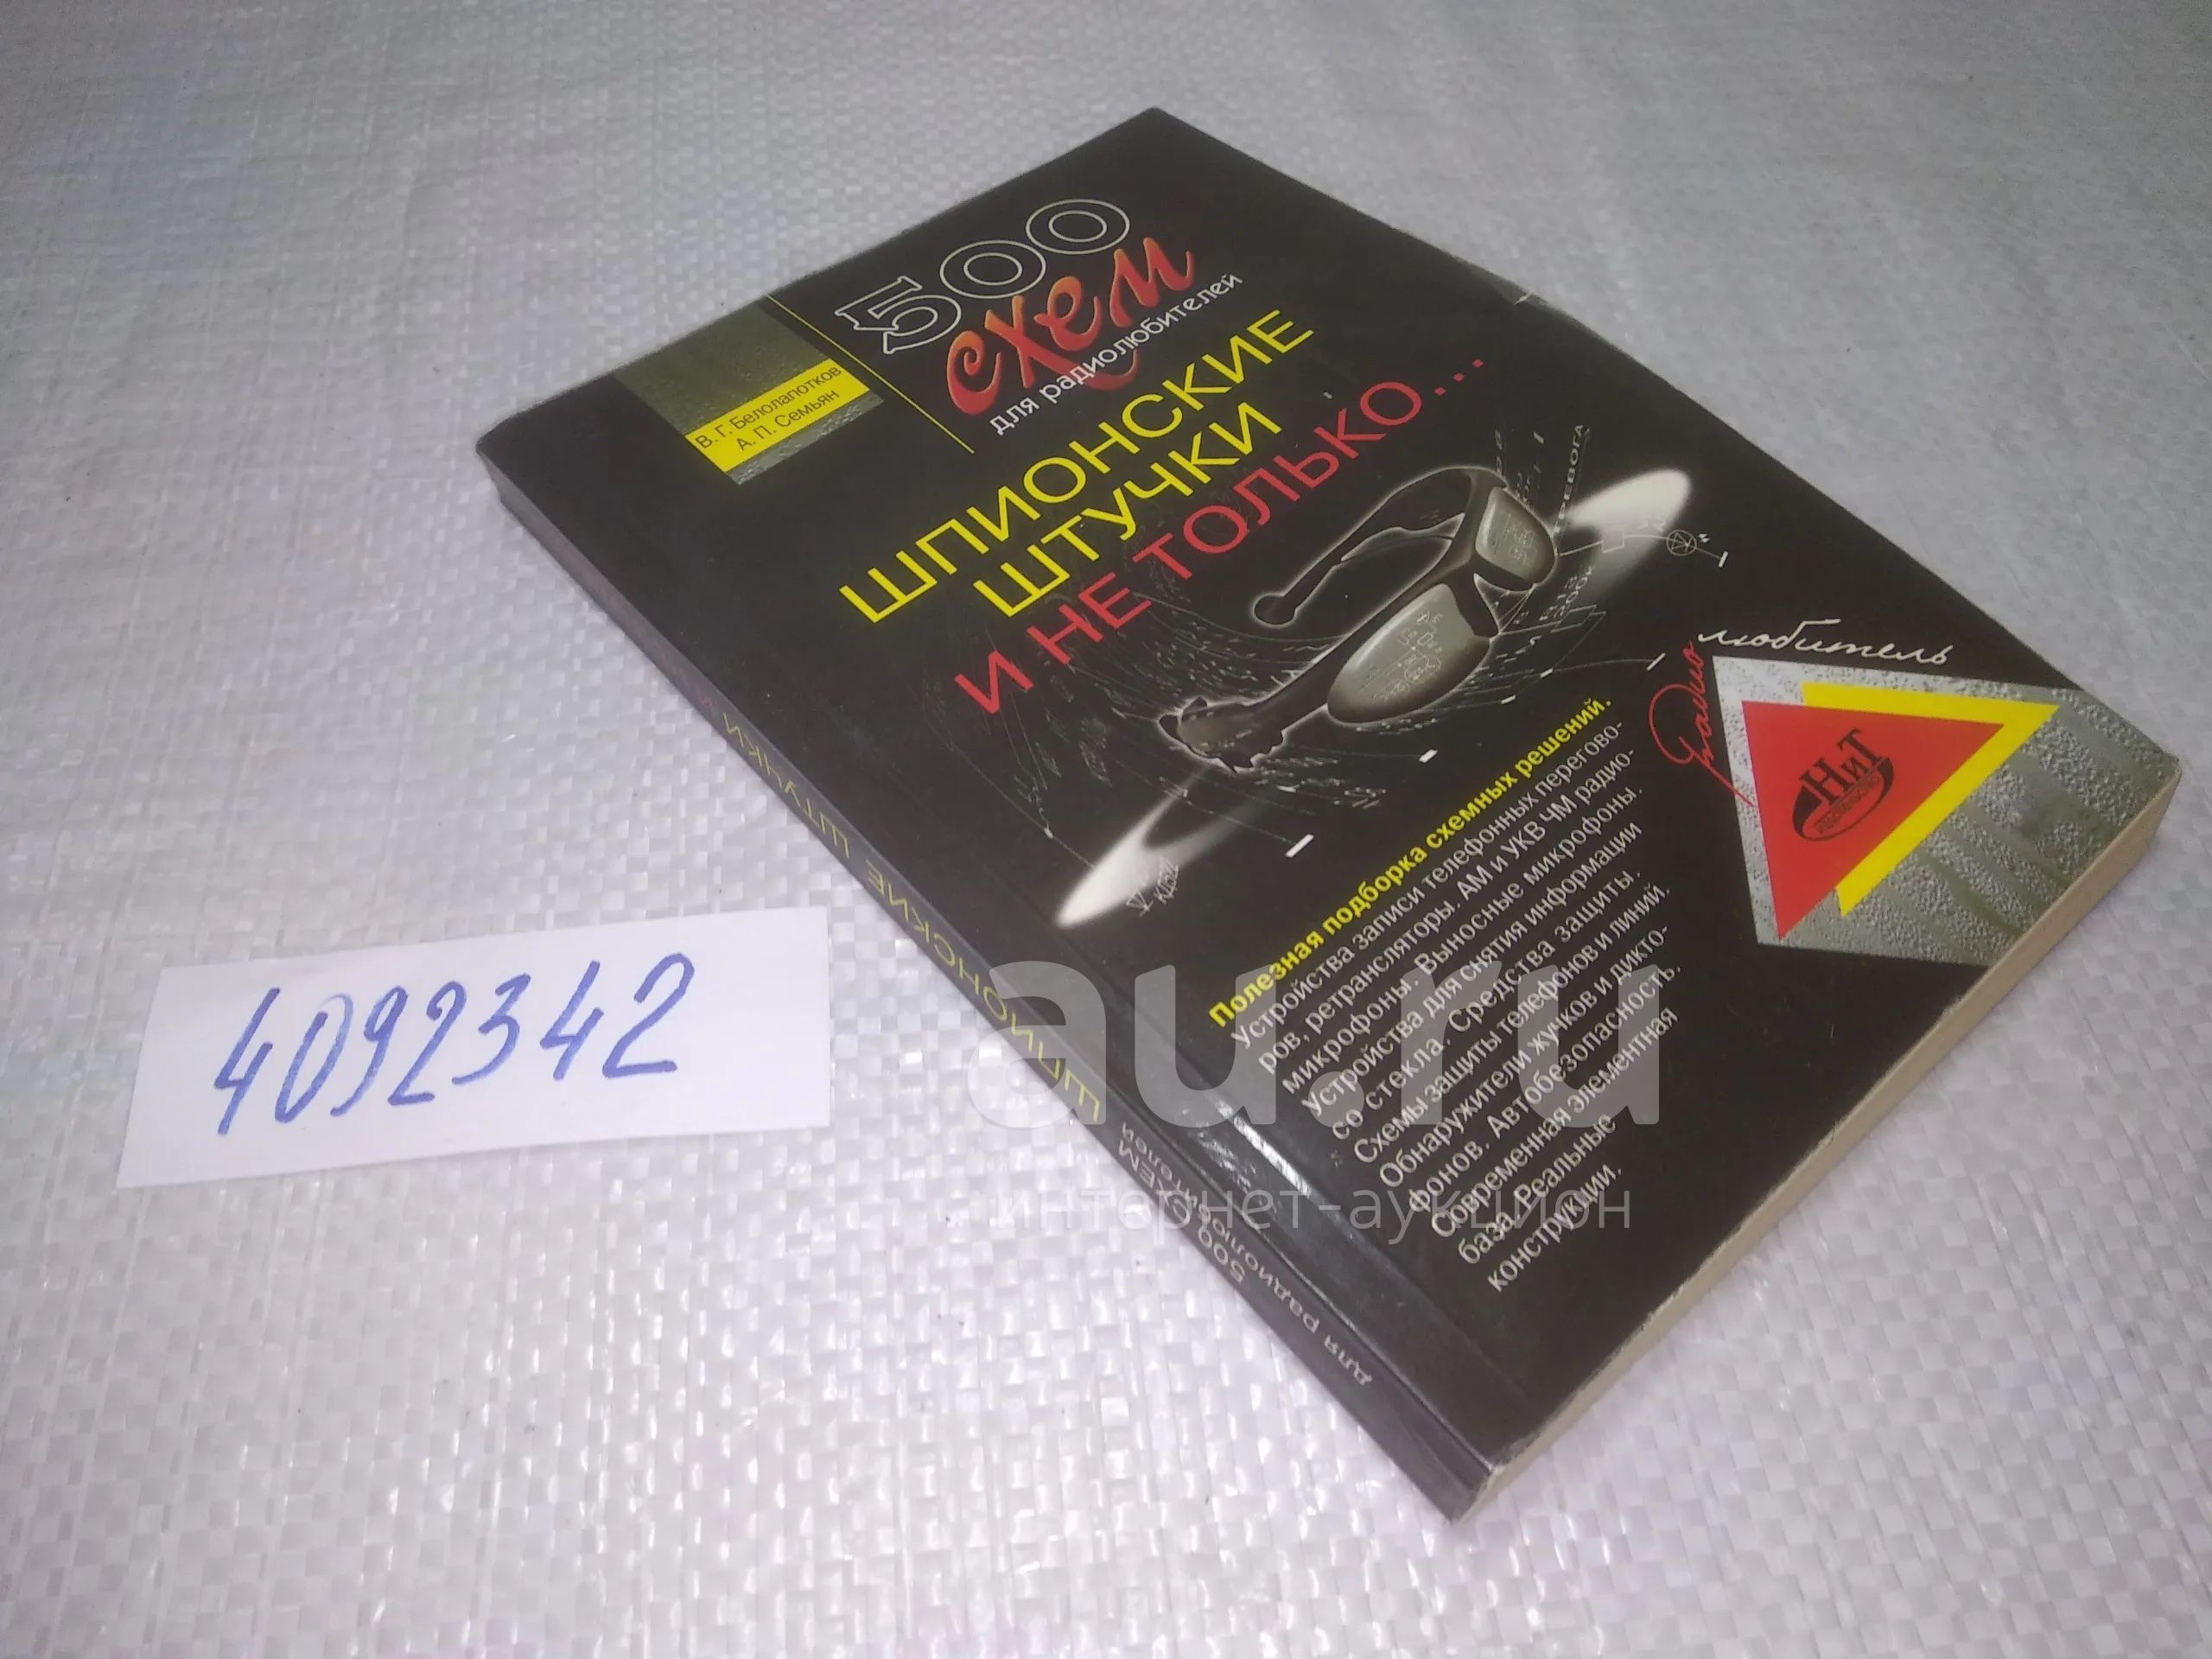 В. Г. Белолапотков
А. П. Семьян
500
схем
для радиолюбителей
ШПИОНСКИЕ
ШТУЧКИ
И НЕ ТОЛЬКО...
ТРЕВОГА
Радиолюбитель
НиТ
ИЗДАТЕЛЬСТВО
Полезная подборка схемных решений.
Устройства записи телефонных перегово-
ров, ретрансляторы. АМ и УКВ ЧМ радио-
микрофоны. Выносные микрофоны.
Устройства для снятия информации
со стекла. Средства защиты.
Схемы защиты телефонов и линий.
Обнаружители жучков и дикто-
фонов. Автобезопасность.
Современная элементная
база. Реальные
конструкции.
500 СХЕМ
для радиолюбителей
ШПИОНСКИЕ ШТУЧКИ И
4092342
au.ru
интернет-аукцион